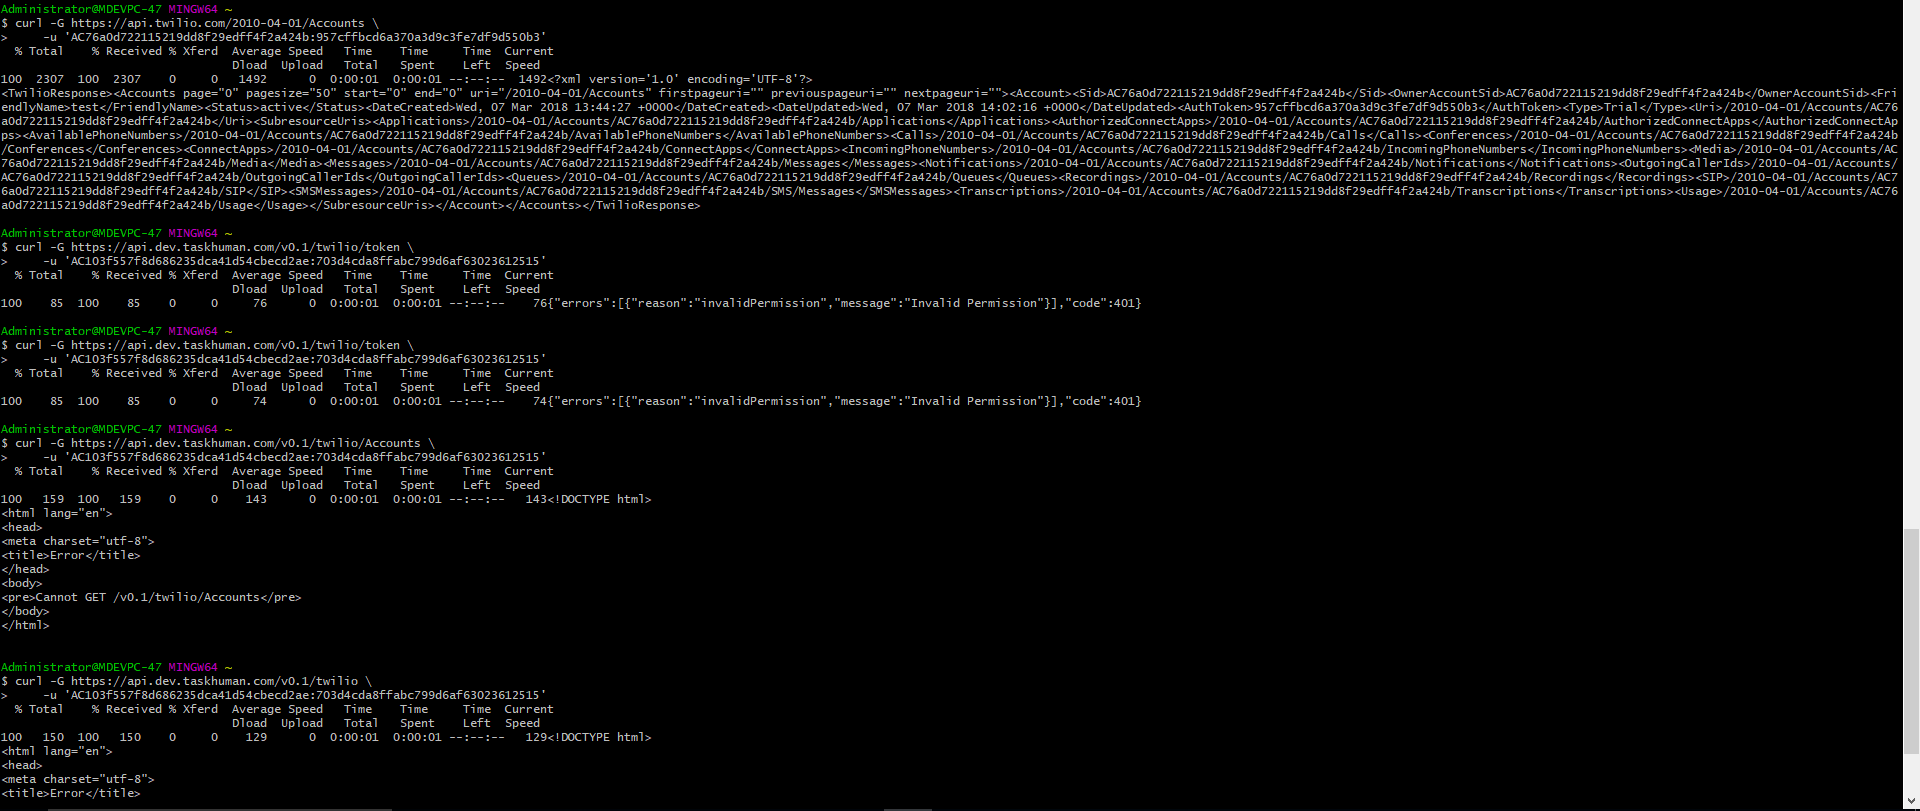 Administrator@MDEVPC-47 MINGW64 ~
$ curl -G https://api.twilio.com/2010-04-01/Accounts \
>     -u 'AC76a0d722115219dd8f29edff4f2a424b:957cffbcd6a370a3d9c3fe7df9d550b3'
  % Total    % Received % Xferd  Average Speed   Time    Time     Time  Current
                                 Dload  Upload   Total   Spent    Left  Speed
100  2307  100  2307    0     0   1492      0  0:00:01  0:00:01 --:--:--  1492<?xml version='1.0' encoding='UTF-8'?>
<TwilioResponse><Accounts page="0" pagesize="50" start="0" end="0" uri="/2010-04-01/Accounts" firstpageuri="" previouspageuri="" nextpageuri=""><Account><Sid>AC76a0d722115219dd8f29edff4f2a424b</Sid><OwnerAccountSid>AC76a0d722115219dd8f29edff4f2a424b</OwnerAccountSid><Fri
endlyName>test</FriendlyName><Status>active</Status><DateCreated>Wed, 07 Mar 2018 13:44:27 +0000</DateCreated><DateUpdated>Wed, 07 Mar 2018 14:02:16 +0000</DateUpdated><AuthToken>957cffbcd6a370a3d9c3fe7df9d550b3</AuthToken><Type>Trial</Type><Uri>/2010-04-01/Accounts/AC76
a0d722115219dd8f29edff4f2a424b</Uri><SubresourceUris><Applications>/2010-04-01/Accounts/AC76a0d722115219dd8f29edff4f2a424b/Applications</Applications><AuthorizedConnectApps>/2010-04-01/Accounts/AC76a0d722115219dd8f29edff4f2a424b/AuthorizedConnectApps</AuthorizedConnectAp
ps><AvailablePhoneNumbers>/2010-04-01/Accounts/AC76a0d722115219dd8f29edff4f2a424b/AvailablePhoneNumbers</AvailablePhoneNumbers><Calls>/2010-04-01/Accounts/AC76a0d722115219dd8f29edff4f2a424b/Calls</Calls><Conferences>/2010-04-01/Accounts/AC76a0d722115219dd8f29edff4f2a424b
/Conferences</Conferences><ConnectApps>/2010-04-01/Accounts/AC76a0d722115219dd8f29edff4f2a424b/ConnectApps</ConnectApps><IncomingPhoneNumbers>/2010-04-01/Accounts/AC76a0d722115219dd8f29edff4f2a424b/IncomingPhoneNumbers</IncomingPhoneNumbers><Media>/2010-04-01/Accounts/AC
76a0d722115219dd8f29edff4f2a424b/Media</Media><Messages>/2010-04-01/Accounts/AC76a0d722115219dd8f29edff4f2a424b/Messages</Messages><Notifications>/2010-04-01/Accounts/AC76a0d722115219dd8f29edff4f2a424b/Notifications</Notifications><OutgoingCallerIds>/2010-04-01/Accounts/
AC76a0d722115219dd8f29edff4f2a424b/OutgoingCallerIds</OutgoingCallerIds><Queues>/2010-04-01/Accounts/AC76a0d722115219dd8f29edff4f2a424b/Queues</Queues><Recordings>/2010-04-01/Accounts/AC76a0d722115219dd8f29edff4f2a424b/Recordings</Recordings><SIP>/2010-04-01/Accounts/AC7
6a0d722115219dd8f29edff4f2a424b/SIP</SIP><SMSMessages>/2010-04-01/Accounts/AC76a0d722115219dd8f29edff4f2a424b/SMS/Messages</SMSMessages><Transcriptions>/2010-04-01/Accounts/AC76a0d722115219dd8f29edff4f2a424b/Transcriptions</Transcriptions><Usage>/2010-04-01/Accounts/AC76
a0d722115219dd8f29edff4f2a424b/Usage</Usage></SubresourceUris></Account></Accounts></TwilioResponse>
Administrator@MDEVPC-47 MINGW64 ~
$ curl -G https://api.dev.taskhuman.com/v0.1/twilio/token \
>     -u 'AC103f557f8d686235dca41d54cbecd2ae:703d4cda8ffabc799d6af63023612515'
  % Total    % Received % Xferd  Average Speed   Time    Time     Time  Current
                                 Dload  Upload   Total   Spent    Left  Speed
100    85  100    85    0     0     76      0  0:00:01  0:00:01 --:--:--    76{"errors":[{"reason":"invalidPermission","message":"Invalid Permission"}],"code":401}
Administrator@MDEVPC-47 MINGW64 ~
$ curl -G https://api.dev.taskhuman.com/v0.1/twilio/token \
>     -u 'AC103f557f8d686235dca41d54cbecd2ae:703d4cda8ffabc799d6af63023612515'
  % Total    % Received % Xferd  Average Speed   Time    Time     Time  Current
                                 Dload  Upload   Total   Spent    Left  Speed
100    85  100    85    0     0     74      0  0:00:01  0:00:01 --:--:--    74{"errors":[{"reason":"invalidPermission","message":"Invalid Permission"}],"code":401}
Administrator@MDEVPC-47 MINGW64 ~
$ curl -G https://api.dev.taskhuman.com/v0.1/twilio/Accounts \
>     -u 'AC103f557f8d686235dca41d54cbecd2ae:703d4cda8ffabc799d6af63023612515'
  % Total    % Received % Xferd  Average Speed   Time    Time     Time  Current
                                 Dload  Upload   Total   Spent    Left  Speed
100   159  100   159    0     0    143      0  0:00:01  0:00:01 --:--:--   143<!DOCTYPE html>
<html lang="en">
<head>
<meta charset="utf-8">
<title>Error</title>
</head>
<body>
<pre>Cannot GET /v0.1/twilio/Accounts</pre>
</body>
</html>
Administrator@MDEVPC-47 MINGW64 ~
$ curl -G https://api.dev.taskhuman.com/v0.1/twilio \
>     -u 'AC103f557f8d686235dca41d54cbecd2ae:703d4cda8ffabc799d6af63023612515'
  % Total    % Received % Xferd  Average Speed   Time    Time     Time  Current
                                 Dload  Upload   Total   Spent    Left  Speed
100   150  100   150    0     0    129      0  0:00:01  0:00:01 --:--:--   129<!DOCTYPE html>
<html lang="en">
<head>
<meta charset="utf-8">
<title>Error</title>